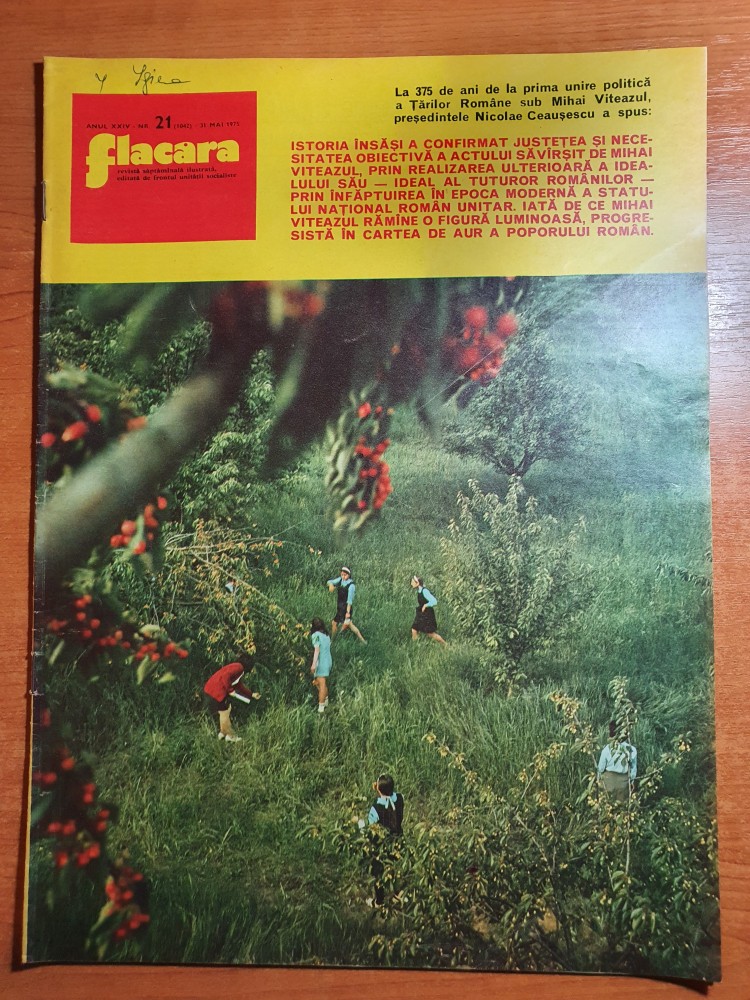 La 375 de ani de la prima unire politică
a Țărilor Române sub Mihai Viteazul,
președintele Nicolae Ceaușescu a spus:
ANUL XXIV - NR. 21 (1042) - 31 MAI 1975
flacara
revistă săptămînală ilustrată,
editată de frontul unității socialiste
ISTORIA ÎNSĂȘI A CONFIRMAT JUSTEȚEA ȘI NECE-
SITATEA OBIECTIVĂ A ACTULUI SĂVÎRȘIT DE MIHAI
VITEAZUL, PRIN REALIZAREA ULTERIOARĂ A IDEA-
LULUI SĂU — IDEAL AL TUTUROR ROMÂNILOR —
PRIN ÎNFĂPTUIREA ÎN EPOCA MODERNĂ A STATU-
LUI NAȚIONAL ROMÂN UNITAR. IATĂ DE CE MIHAI
VITEAZUL RĂMÎNE O FIGURĂ LUMINOASĂ, PROGRE-
SISTĂ ÎN CARTEA DE AUR A POPORULUI ROMÂN.